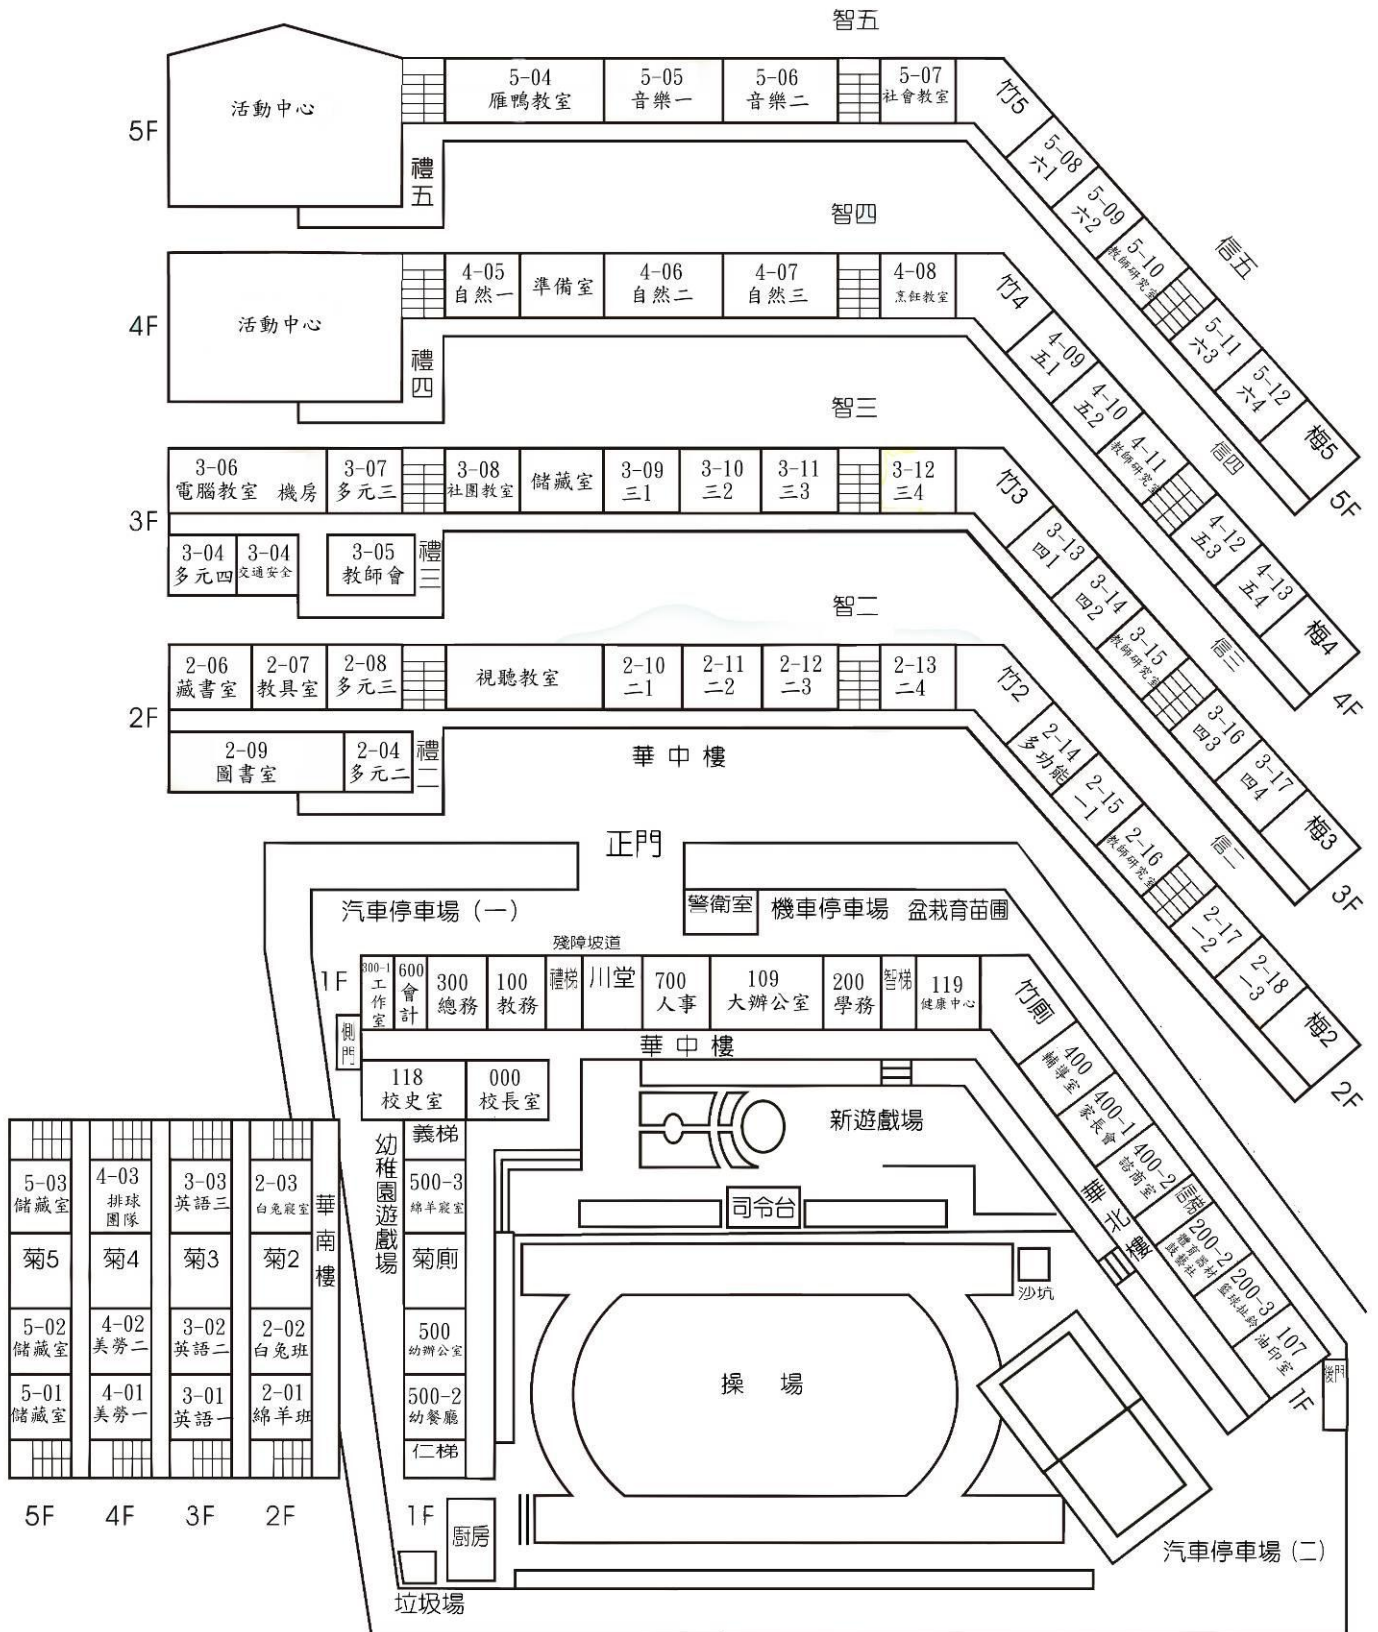 智五
5-04
雁鴨教室
5-05
音樂一
5-06
音樂二
5-07
社會教室
活動中心
5F
禮五
竹5
5-08
六1
5-09
六2
5-10
教師研究室
信五
5-11
六3
5-12
六4
梅5
5F
智四
4-05
自然一
準備室
4-06
自然二
4-07
自然三
4-08
烹飪教室
活動中心
4F
禮四
竹4
4-09
五1
4-10
五2
4-11
教師研究室
信四
4-12
五3
4-13
五4
梅4
4F
智三
3-06
電腦教室 機房
3-07
多元三
3-08
社團教室
儲藏室
3-09
三1
3-10
三2
3-11
三3
3-12
三4
3F
3-04
多元四
3-04
交通安全
3-05
教師會
禮三
竹3
3-13
四1
3-14
四2
3-15
教師研究室
信三
3-16
四3
3-17
四4
梅3
3F
智二
2-06
藏書室
2-07
教具室
2-08
多元三
視聽教室
2-10
二1
2-11
二2
2-12
二3
2-13
二4
2F
2-09
圖書室
2-04
多元二
禮二
華中樓
竹2
2-14
多功能
2-15
一1
2-16
教師研究室
信二
2-17
一2
2-18
一3
梅2
2F
正門
汽車停車場(一)
警衛室
機車停車場
盆栽育苗圃
殘障坡道
1F
300-1
工作室
600
會計
300
總務
100
教務
禮梯
川堂
700
人事
109
大辦公室
200
學務
智梯
119
健康中心
竹廁
側門
華中樓
400
輔導室
400-1
家長會
400-2
諮商室
信梯
200-2
體育器材
鼓藝社
200-3
籃球扯鈴
107
油印室
1F
後門
華北樓
118
校史室
000
校長室
新遊戲場
司令台
幼稚園遊戲場
義梯
500-3
綿羊寢室
菊廁
500
幼辦公室
500-2
幼餐廳
仁梯
1F
沙坑
操場
5-03
儲藏室
4-03
排球
團隊
3-03
英語三
2-03
白兔寢室
華南樓
菊5
菊4
菊3
菊2
5-02
儲藏室
4-02
美勞二
3-02
英語二
2-02
白兔班
5-01
儲藏室
4-01
美勞一
3-01
英語一
2-01
綿羊班
5F
4F
3F
2F
廚房
垃圾場
汽車停車場(二)